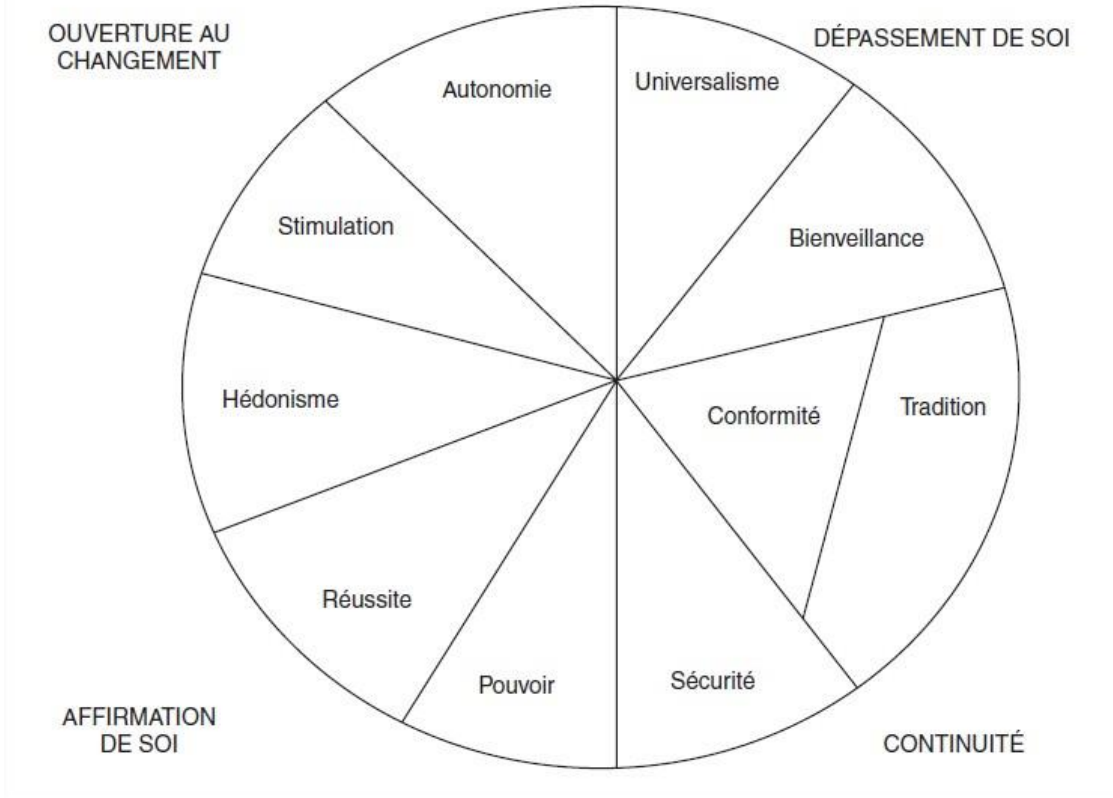 OUVERTURE AU
CHANGEMENT
DÉPASSEMENT DE SOI
Autonomie
Universalisme
Stimulation
Bienveillance
Hédonisme
Conformité
Tradition
Réussite
Pouvoir
Sécurité
AFFIRMATION
DE SOI
CONTINUITÉ